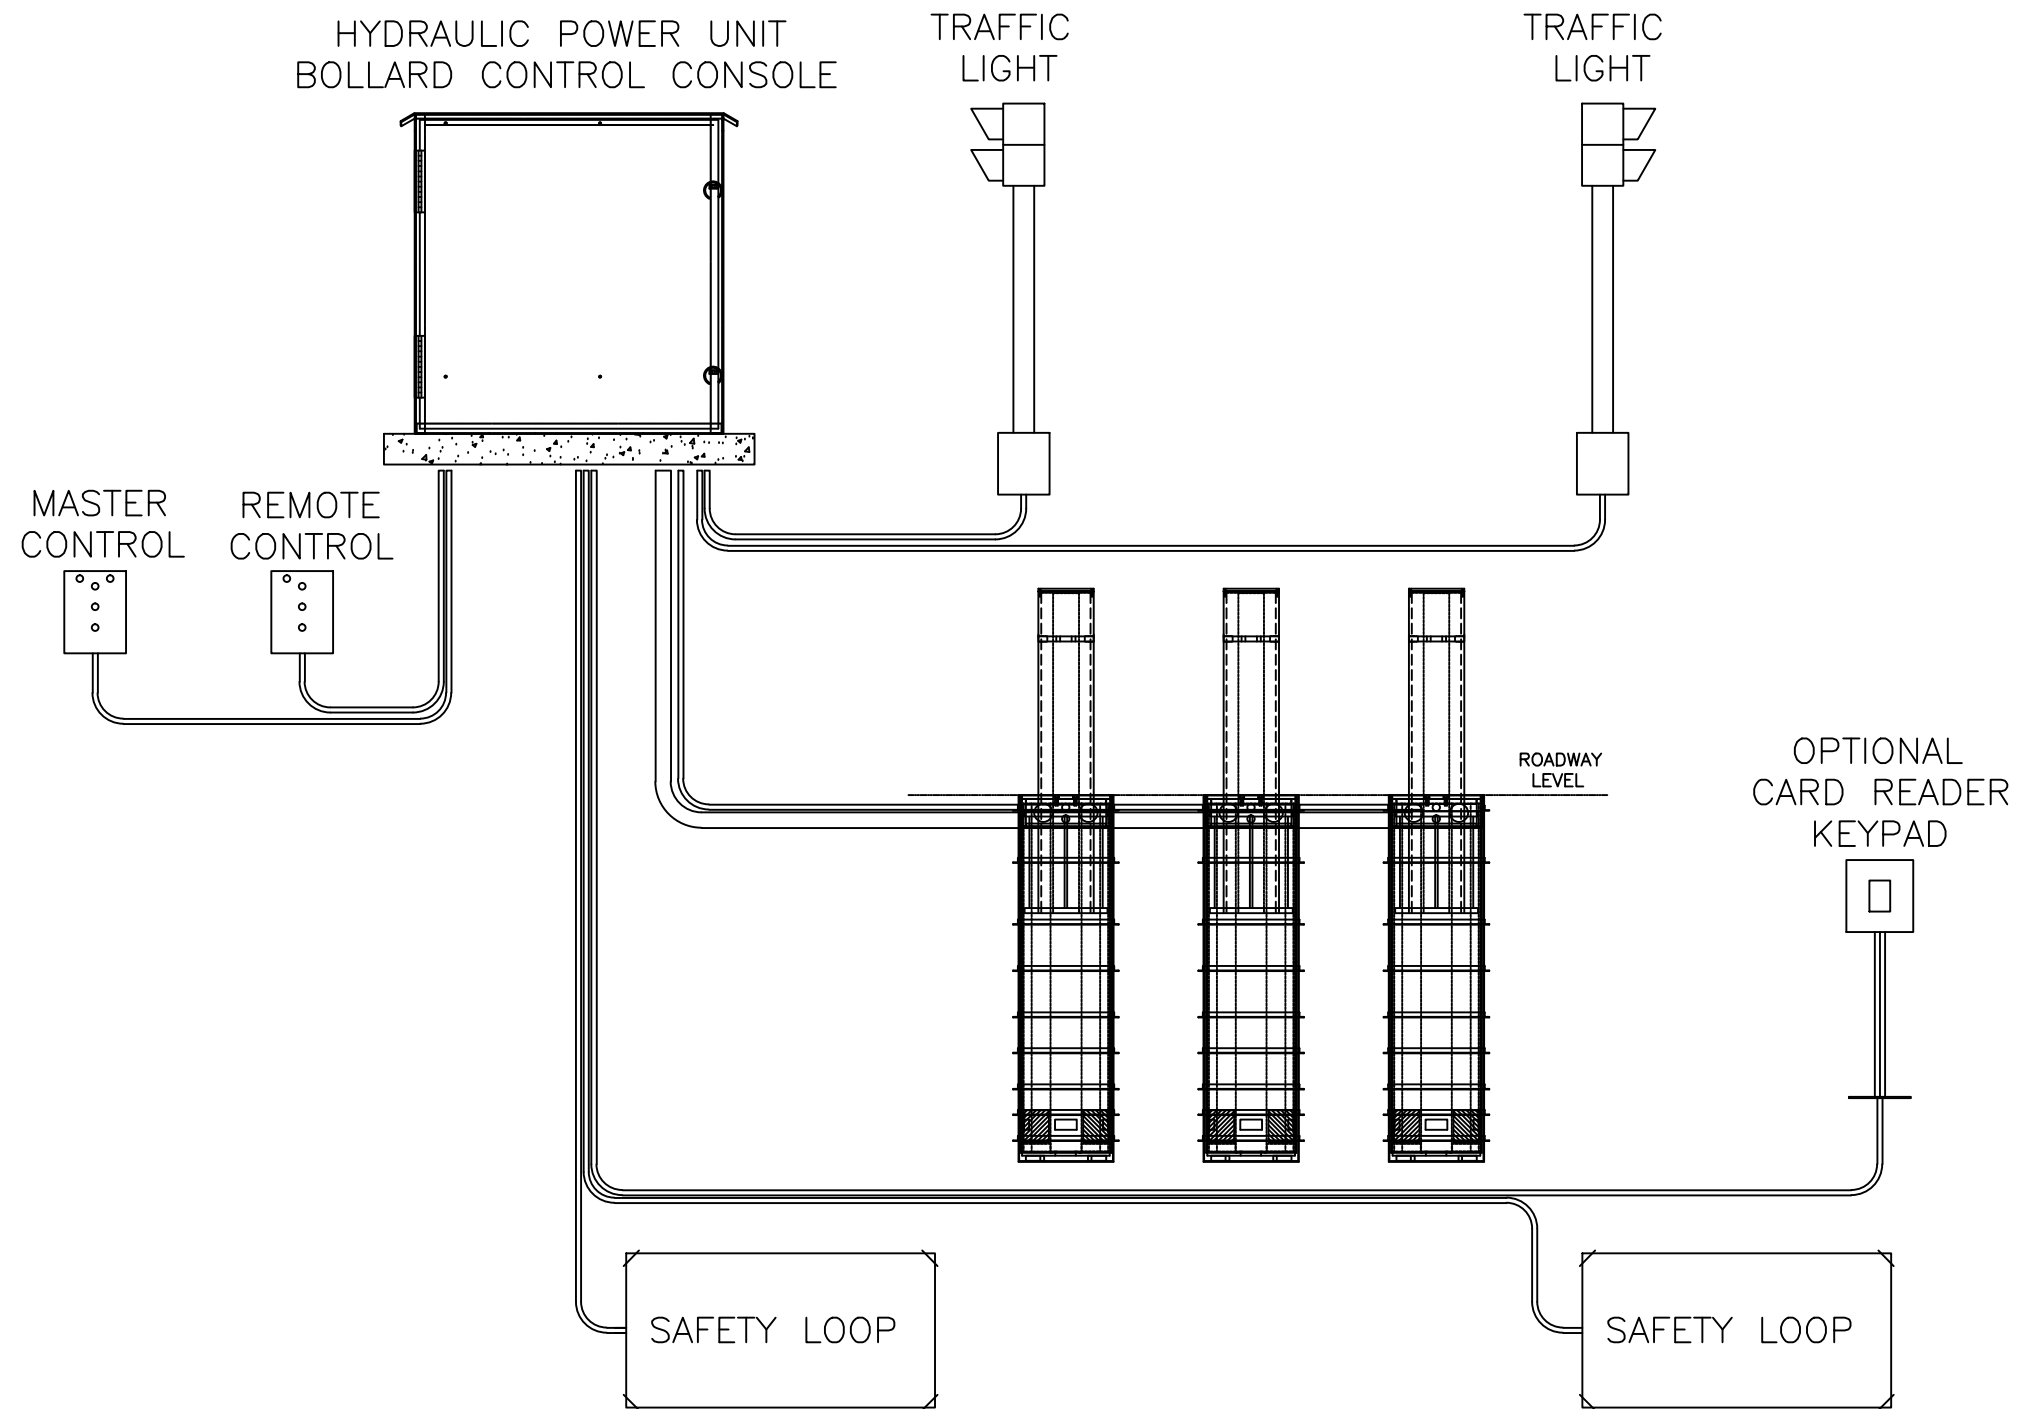 HYDRAULIC POWER UNIT
BOLLARD CONTROL CONSOLE
TRAFFIC
LIGHT
TRAFFIC
LIGHT
MASTER
CONTROL
REMOTE
CONTROL
ROADWAY
LEVEL
OPTIONAL
CARD READER
KEYPAD
SAFETY LOOP
SAFETY LOOP